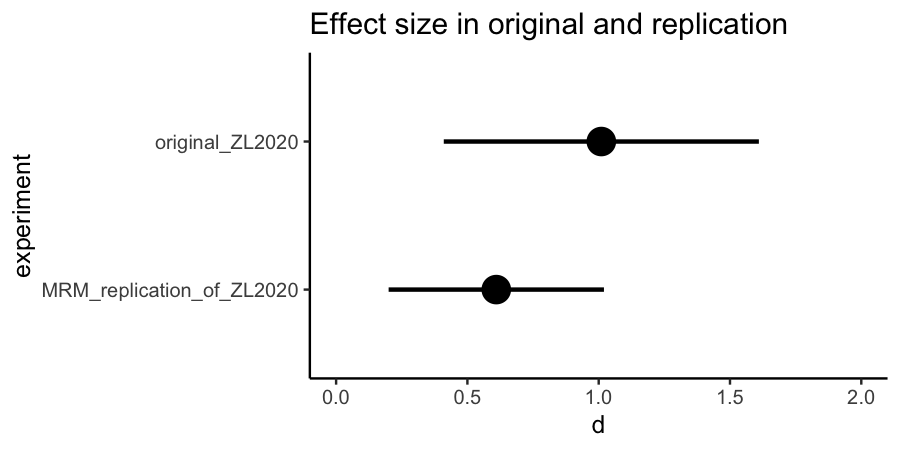 Effect size in original and replication
experiment
original_ZL2020
MRM_replication_of_ZL2020
0.0 0.5 1.0 1.5 2.0
d